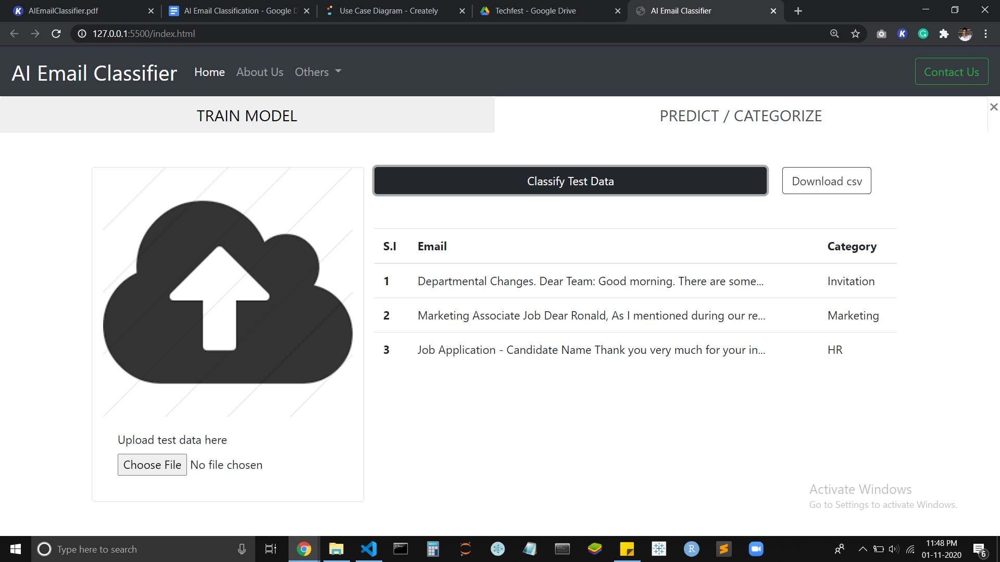 AIEmailClassifier.pdf
AI Email Classification - Google D
Use Case Diagram - Creately
Techfest - Google Drive
AI Email Classifier
127.0.0.1:5500/index.html
AI Email Classifier Home About Us Others Contact Us
TRAIN MODEL PREDICT / CATEGORIZE
Classify Test Data Download csv
S.I Email Category
1 Departmental Changes. Dear Team: Good morning. There are some... Invitation
2 Marketing Associate Job Dear Ronald, As I mentioned during our re... Marketing
3 Job Application - Candidate Name Thank you very much for your in... HR
Upload test data here
Choose File No file chosen
Activate Windows
Go to Settings to activate Windows.
Type here to search
11:48 PM
01-11-2020
6